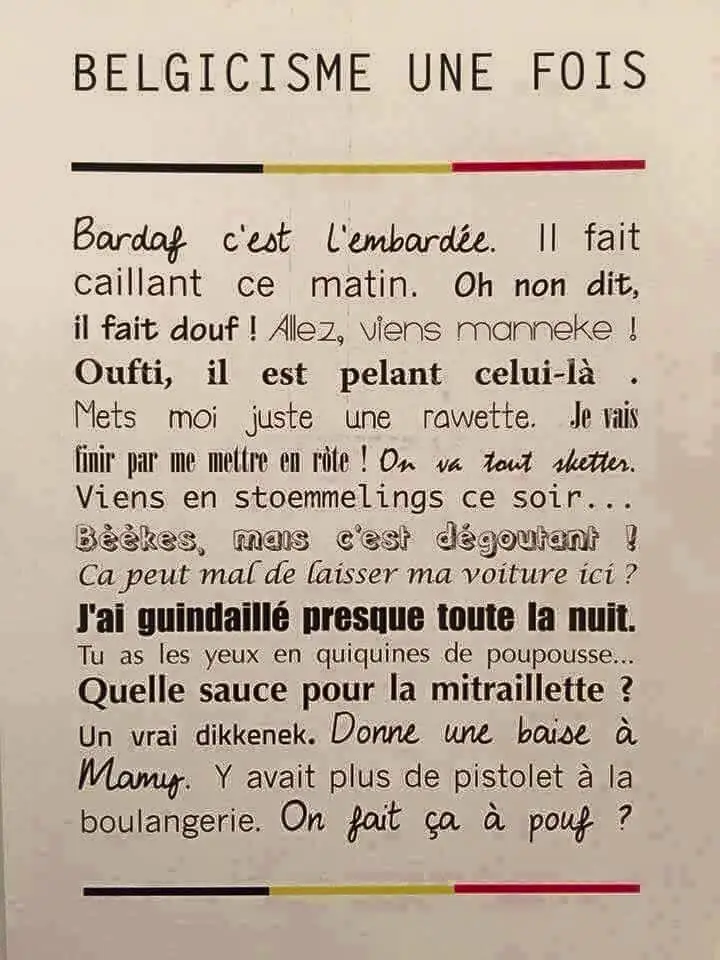 BELGICISME UNE FOIS
Bardaf c'est l'embardée. Il fait
caillant ce matin. Oh non dit,
il fait douf ! Allez, viens manneke !
Oufti, il est pelant celui-là .
Mets moi juste une rawette. Je vais
finir par me mettre en rôte ! On va tout sketter.
Viens en stoemmelings ce soir...
Bèèkes, mais c'est dégoutant !
Ca peut mal de laisser ma voiture ici ?
J'ai guindaillé presque toute la nuit.
Tu as les yeux en quiquines de poupousse...
Quelle sauce pour la mitraillette ?
Un vrai dikkenek. Donne une baise à
Mamy. Y avait plus de pistolet à la
boulangerie. On fait ça à pouf ?